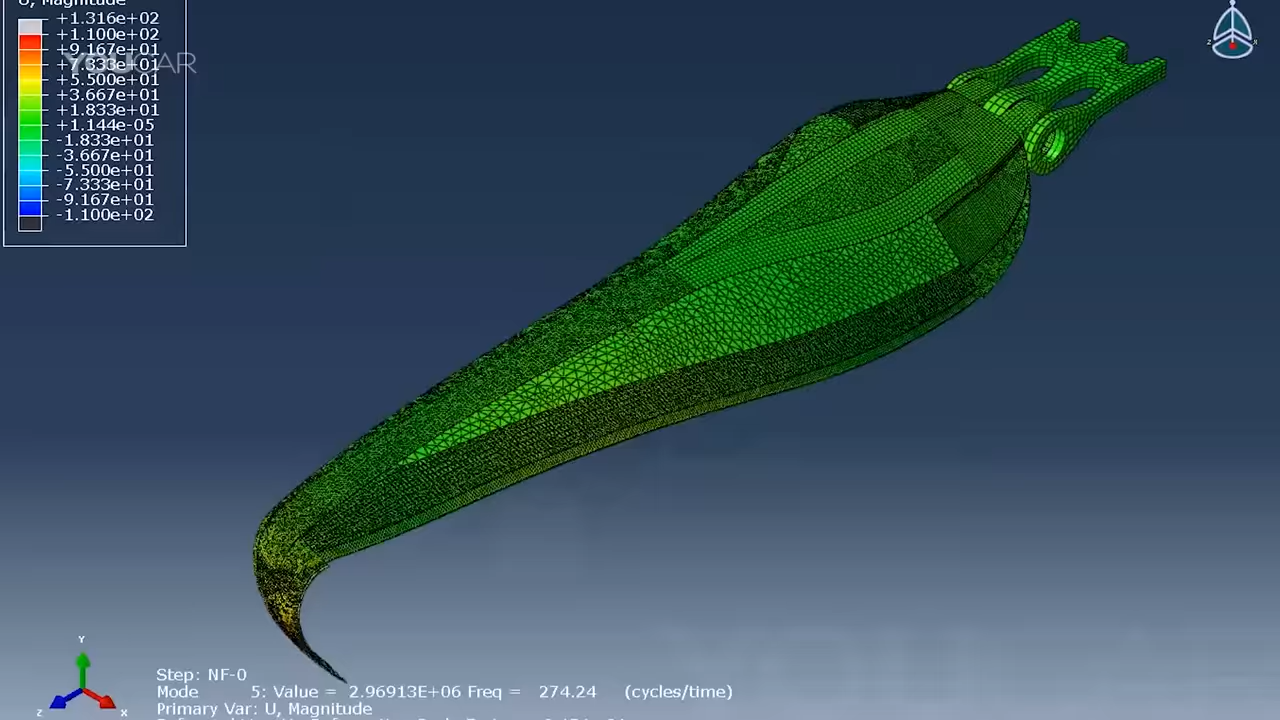 U, Magnitude
+1.316e+02
+1.100e+02
+9.167e+01
+7.333e+01
+5.500e+01
+3.667e+01
+1.833e+01
+1.144e-05
-1.833e+01
-3.667e+01
-5.500e+01
-7.333e+01
-9.167e+01
-1.100e+02
YOUCAR
Z X
Y
Z X
Step: NF-0
Mode 5: Value = 2.96913E+06 Freq = 274.24 (cycles/time)
Primary Var: U, Magnitude